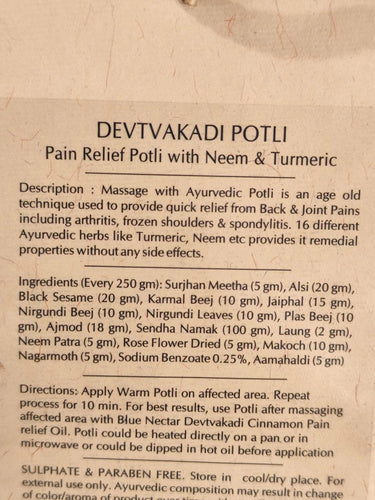 DEVTVAKADI POTLI
Pain Relief Potli with Neem & Turmeric
Description : Massage with Ayurvedic Potli is an age old
technique used to provide quick relief from Back & Joint Pains
including arthritis, frozen shoulders & spondylitis. 16 different
Ayurvedic herbs like Turmeric, Neem etc provides it remedial
properties without any side effects.
Ingredients (Every 250 gm): Surjhan Meetha (5 gm), Alsi (20 gm),
Black Sesame (20 gm), Karmal Beej (10 gm), Jaiphal (15 gm),
Nirgundi Beej (10 gm), Nirgundi Leaves (10 gm), Plas Beej (10
gm), Ajmod (18 gm), Sendha Namak (100 gm), Laung (2 gm),
Neem Patra (5 gm), Rose Flower Dried (5 gm), Makoch (10 gm),
Nagarmoth (5 gm), Sodium Benzoate 0.25%, Aamahaldi (5 gm)
Directions: Apply Warm Potli on affected area. Repeat
process for 10 min. For best results, use Potli after massaging
affected area with Blue Nectar Devtvakadi Cinnamon Pain
relief Oil. Potli could be heated directly on a pan or in
microwave or could be dipped in hot oil before application
SULPHATE & PARABEN FREE. Store in cool/dry place. For
external use only. Ayurvedic composition may result in change
of color/aroma of product over